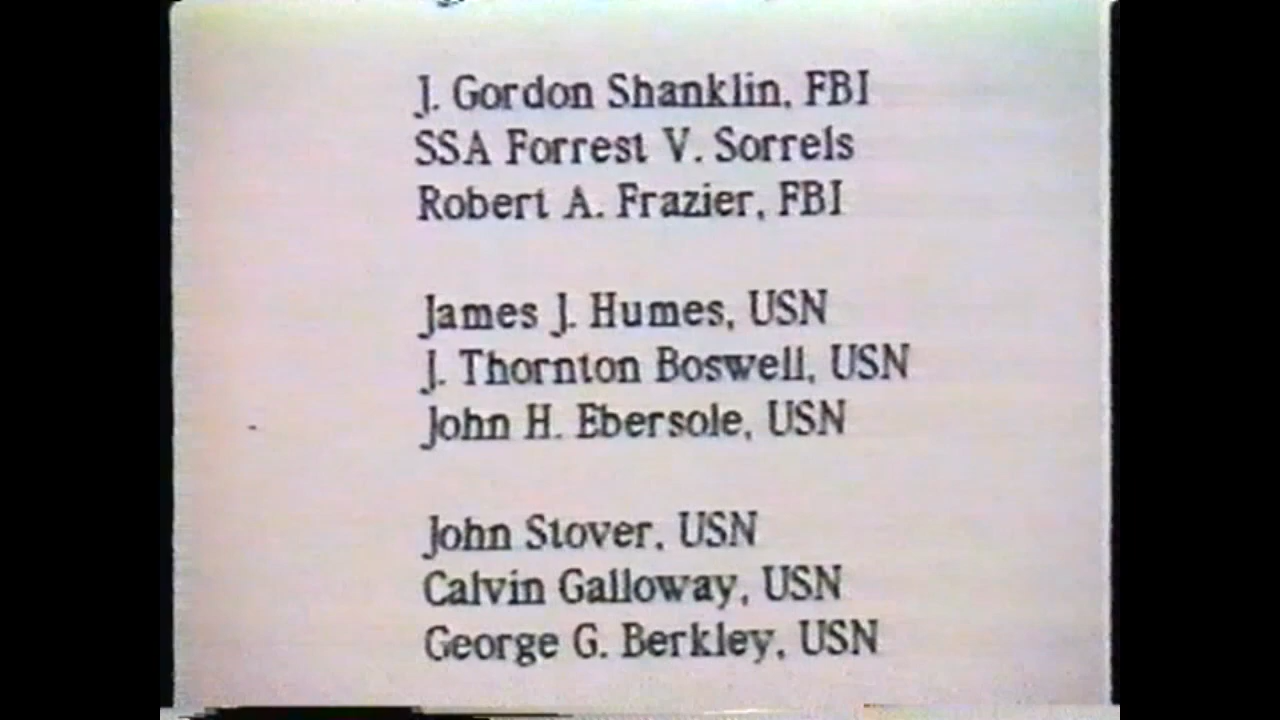 J. Gordon Shanklin, FBI
SSA Forrest V. Sorrels
Robert A. Frazier, FBI
James J. Humes, USN
J. Thornton Boswell, USN
John H. Ebersole, USN
John Stover, USN
Calvin Galloway, USN
George G. Berkley, USN